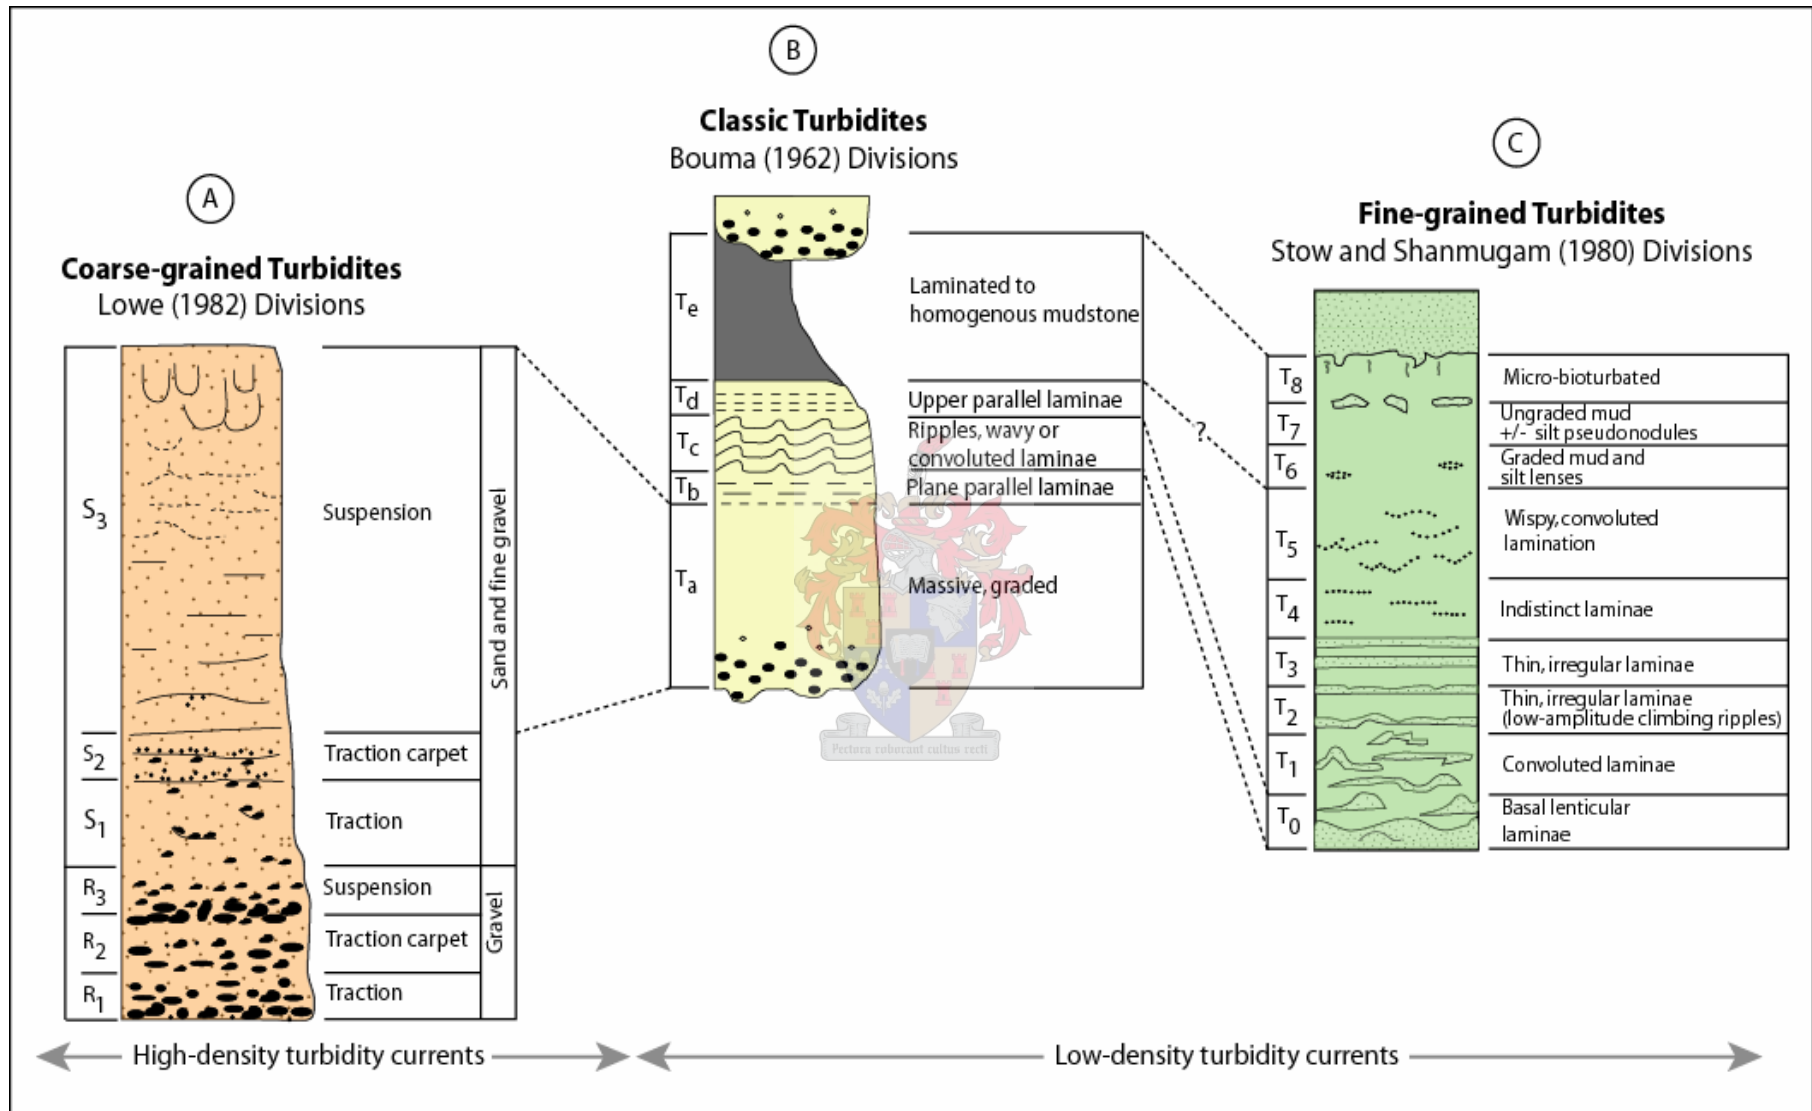 A
Coarse-grained Turbidites
Lowe (1982) Divisions
S3
Suspension
S2
Traction carpet
S1
Traction
R3
Suspension
R2
Traction carpet
R1
Traction
Sand and fine gravel
Gravel
B
Classic Turbidites
Bouma (1962) Divisions
Te
Laminated to
homogenous mudstone
Td
Upper parallel laminae
Tc
Ripples, wavy or
convoluted laminae
Tb
Plane parallel laminae
Ta
Massive, graded
?
Pectora roborant cultus recti
C
Fine-grained Turbidites
Stow and Shanmugam (1980) Divisions
T8
Micro-bioturbated
T7
Ungraded mud
+/- silt pseudonodules
T6
Graded mud and
silt lenses
T5
Wispy, convoluted
lamination
T4
Indistinct laminae
T3
Thin, irregular laminae
T2
Thin, irregular laminae
(low-amplitude climbing ripples)
T1
Convoluted laminae
T0
Basal lenticular
laminae
High-density turbidity currents
Low-density turbidity currents